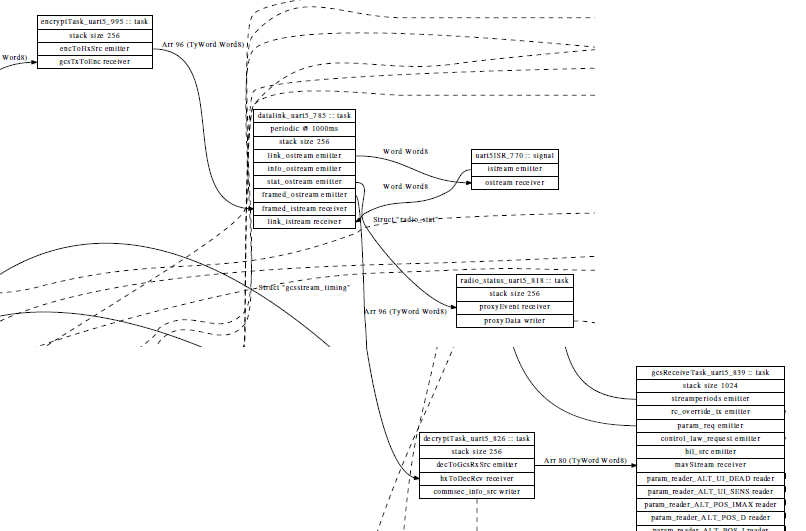 encryptTask_uart5_995 :: task
stack size 256
encToHxSrc emitter
gcsTxToEnc receiver
Word8)
Arr 96 (TyWord Word8)
datalink_uart5_785 :: task
periodic @ 1000ms
stack size 256
link_ostream emitter
info_ostream emitter
stat_ostream emitter
framed_ostream emitter
framed_istream receiver
link_istream receiver
Word Word8
Word Word8
uart5ISR_770 :: signal
istream emitter
ostream receiver
Struct "radio_stat"
Struct "gcsstream_timing"
Arr 96 (TyWord Word8)
radio_status_uart5_818 :: task
stack size 256
proxyEvent receiver
proxyData writer
decryptTask_uart5_826 :: task
stack size 256
decToGcsRxSrc emitter
hxToDecRcv receiver
commsec_info_src writer
Arr 80 (TyWord Word8)
gcsReceiveTask_uart5_839 :: task
stack size 1024
streamperiods emitter
rc_override_tx emitter
param_req emitter
control_law_request emitter
hil_src emitter
mavStream receiver
param_reader_ALT_UI_DEAD reader
param_reader_ALT_UI_SENS reader
param_reader_ALT_POS_IMAX reader
param_reader_ALT_POS_D reader
param_reader_ALT_POS_I reader